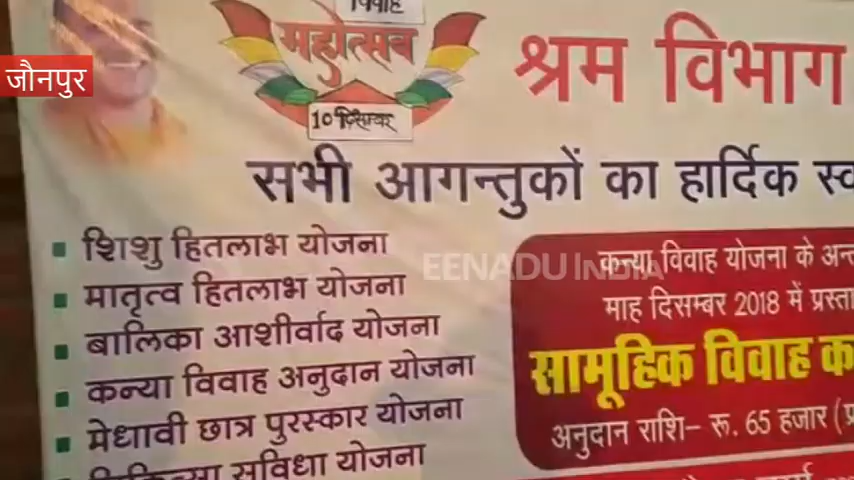 विवाह
महोत्सव
श्रम विभाग
जौनपुर
10 दिसम्बर
सभी आगन्तुकों का हार्दिक
शिशु हितलाभ योजना
मातृत्व हितलाभ योजना
बालिका आशीर्वाद योजना
कन्या विवाह अनुदान योजना
मेधावी छात्र पुरस्कार योजना
सुविधा योजना
EENADU INDIA
कन्या विवाह योजना के
माह दिसम्बर 2018 में
सामूहिक विवाह
अनुदान राशि- रू. 65 हजार